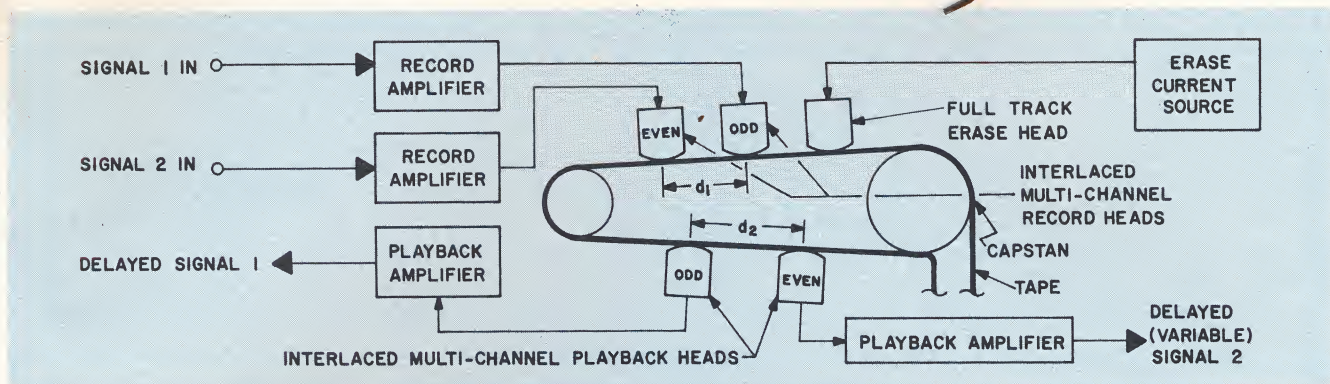 SIGNAL 1 IN
RECORD
AMPLIFIER
SIGNAL 2 IN
RECORD
AMPLIFIER
EVEN
ODD
FULL TRACK
ERASE HEAD
ERASE
CURRENT
SOURCE
d1
d2
INTERLACED
MULTI-CHANNEL
RECORD HEADS
CAPSTAN
TAPE
DELAYED SIGNAL 1
PLAYBACK
AMPLIFIER
ODD
EVEN
INTERLACED MULTI-CHANNEL PLAYBACK HEADS
PLAYBACK AMPLIFIER
DELAYED
(VARIABLE)
SIGNAL 2